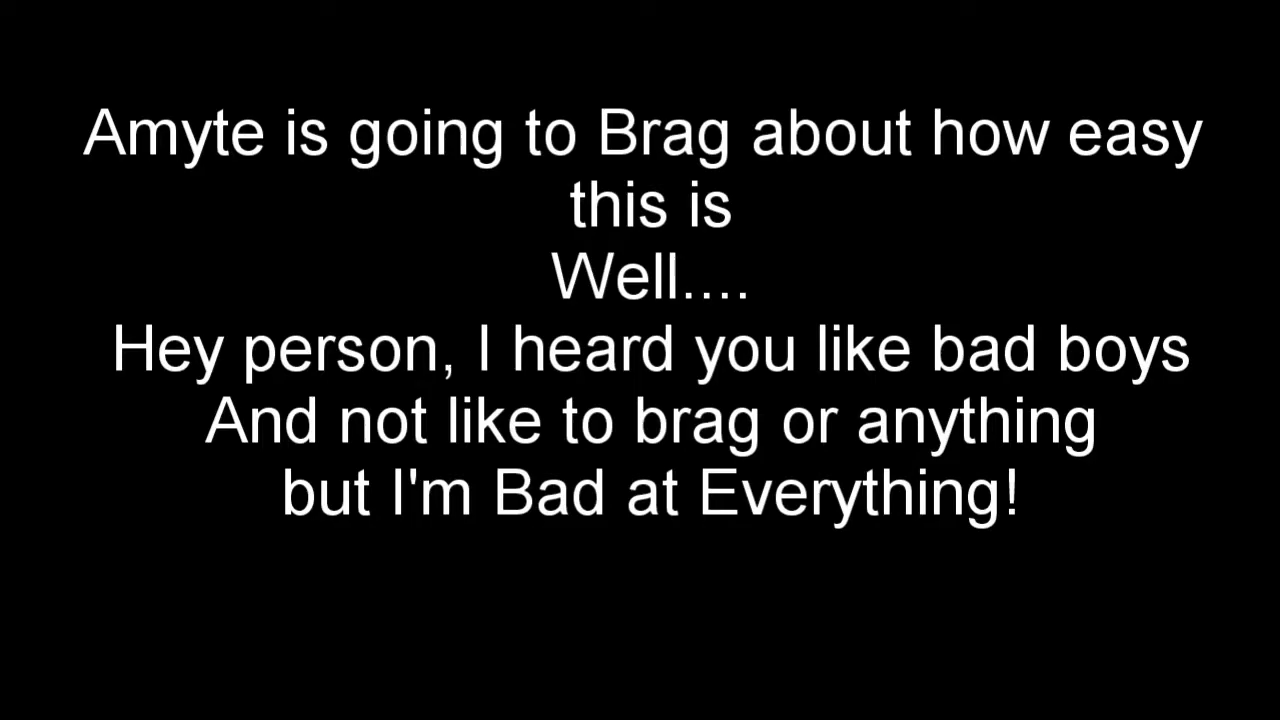 Amyte is going to Brag about how easy
this is
Well....
Hey person, I heard you like bad boys
And not like to brag or anything
but I'm Bad at Everything!